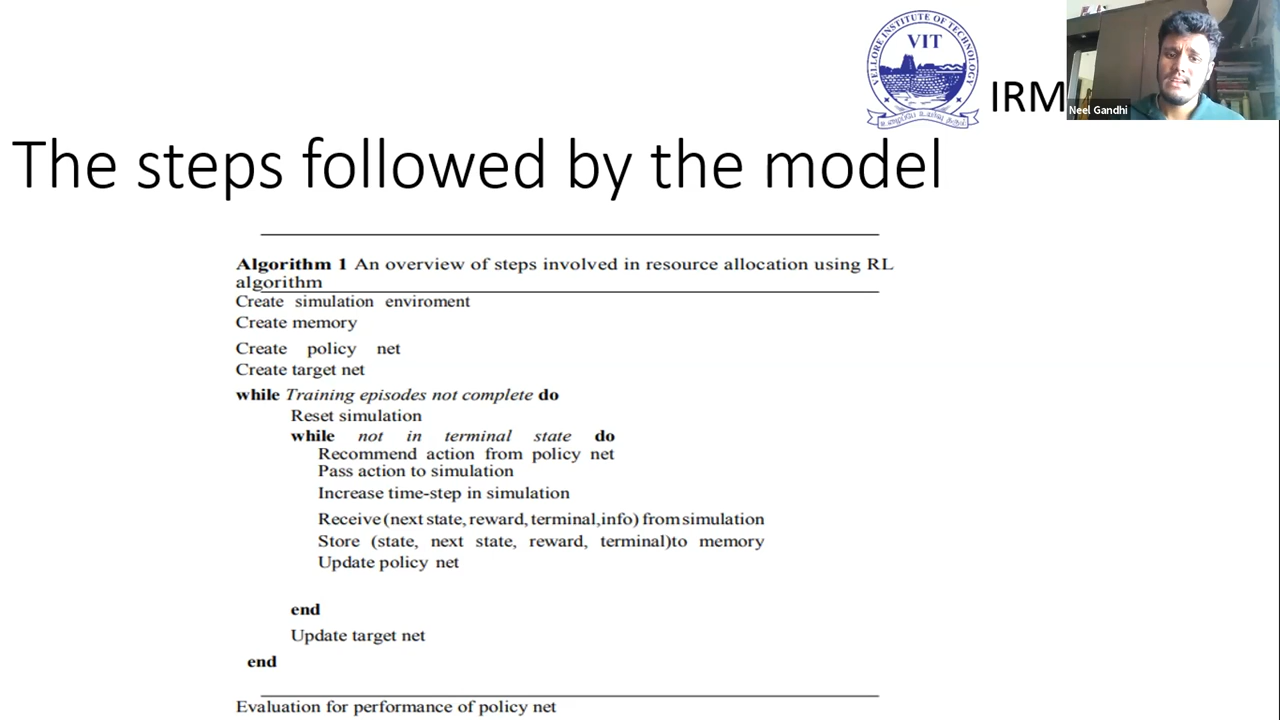 VELLORE INSTITUTE OF TECHNOLOGY
VIT
IRM
Neel Gandhi
The steps followed by the model
Algorithm 1 An overview of steps involved in resource allocation using RL
algorithm
Create simulation enviroment
Create memory
Create policy net
Create target net
while Training episodes not complete do
Reset simulation
while not in terminal state do
Recommend action from policy net
Pass action to simulation
Increase time-step in simulation
Receive (next state, reward, terminal,info) from simulation
Store (state, next state, reward, terminal)to memory
Update policy net
end
Update target net
end
Evaluation for performance of policy net